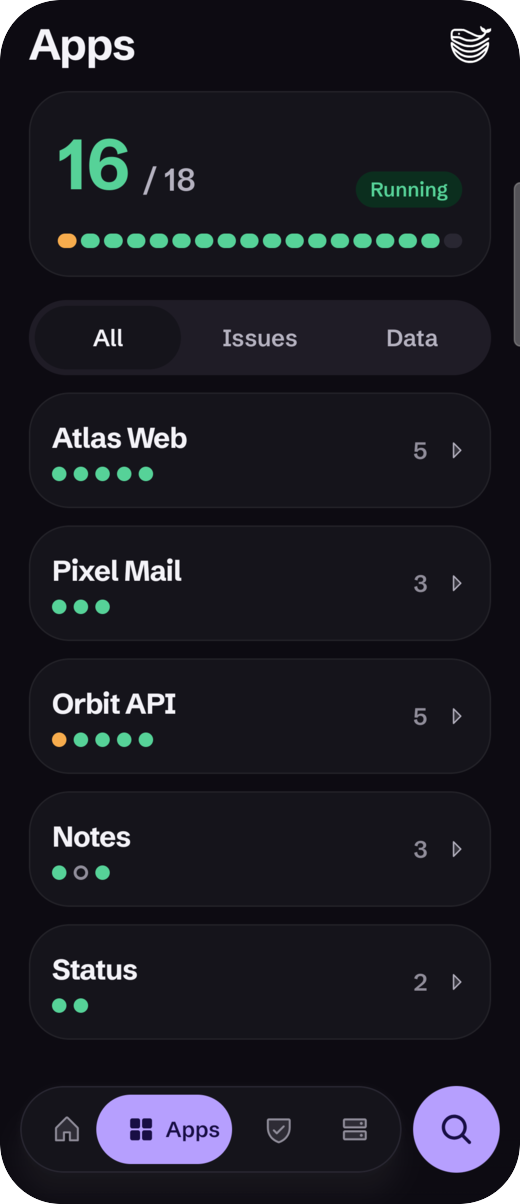 Apps
16 / 18
Running
All Issues Data
Atlas Web
5
Pixel Mail
3
Orbit API
5
Notes
3
Status
2
Apps